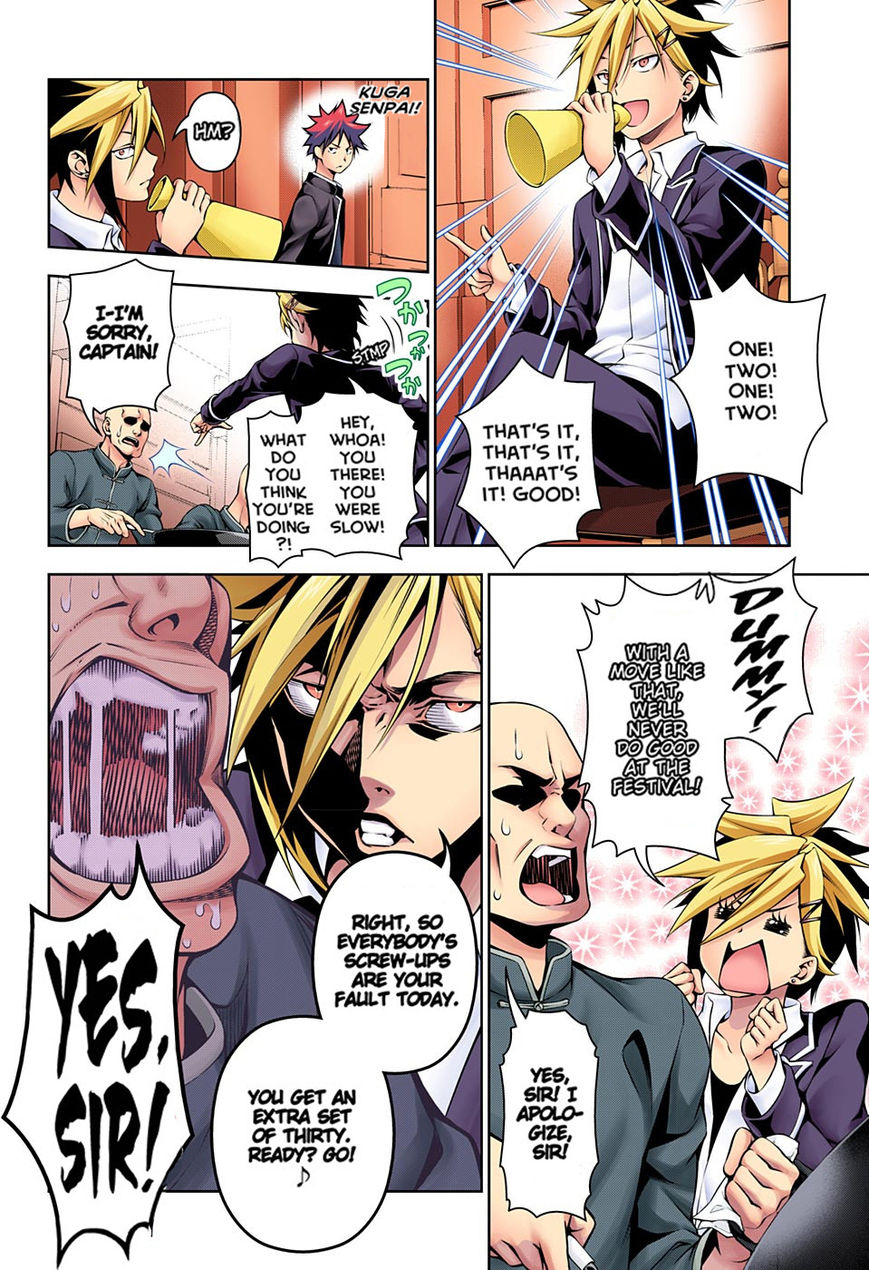 ONE!
TWO!
ONE!
TWO!
THAT'S IT,
THAT'S IT,
THAAAT'S
IT! GOOD!
KUGA
SENPAI!
HM?
つかつかつか
STMP
HEY,
WHOA!
YOU
THERE!
YOU
WERE
SLOW!
WHAT
DO
YOU
THINK
YOU'RE
DOING
?!
I-I'M
SORRY,
CAPTAIN!
DUMMY!
WITH A
MOVE LIKE
THAT,
WE'LL
NEVER
DO GOOD
AT THE
FESTIVAL!
YES,
SIR! I
APOLO-
GIZE,
SIR!
RIGHT, SO
EVERYBODY'S
SCREW-UPS
ARE YOUR
FAULT TODAY.
YOU GET AN
EXTRA SET
OF THIRTY.
READY? GO!
♪
YES,
SIR!